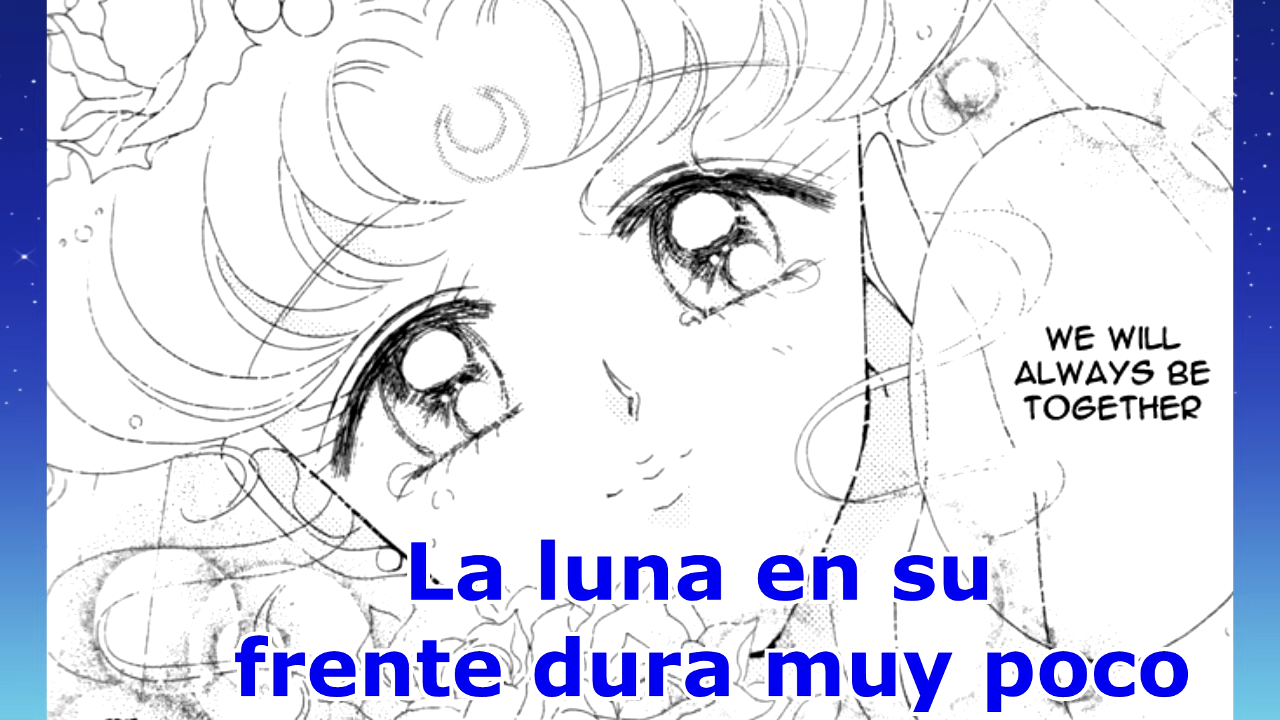 WE WILL
ALWAYS BE
TOGETHER
La luna en su
frente dura muy poco